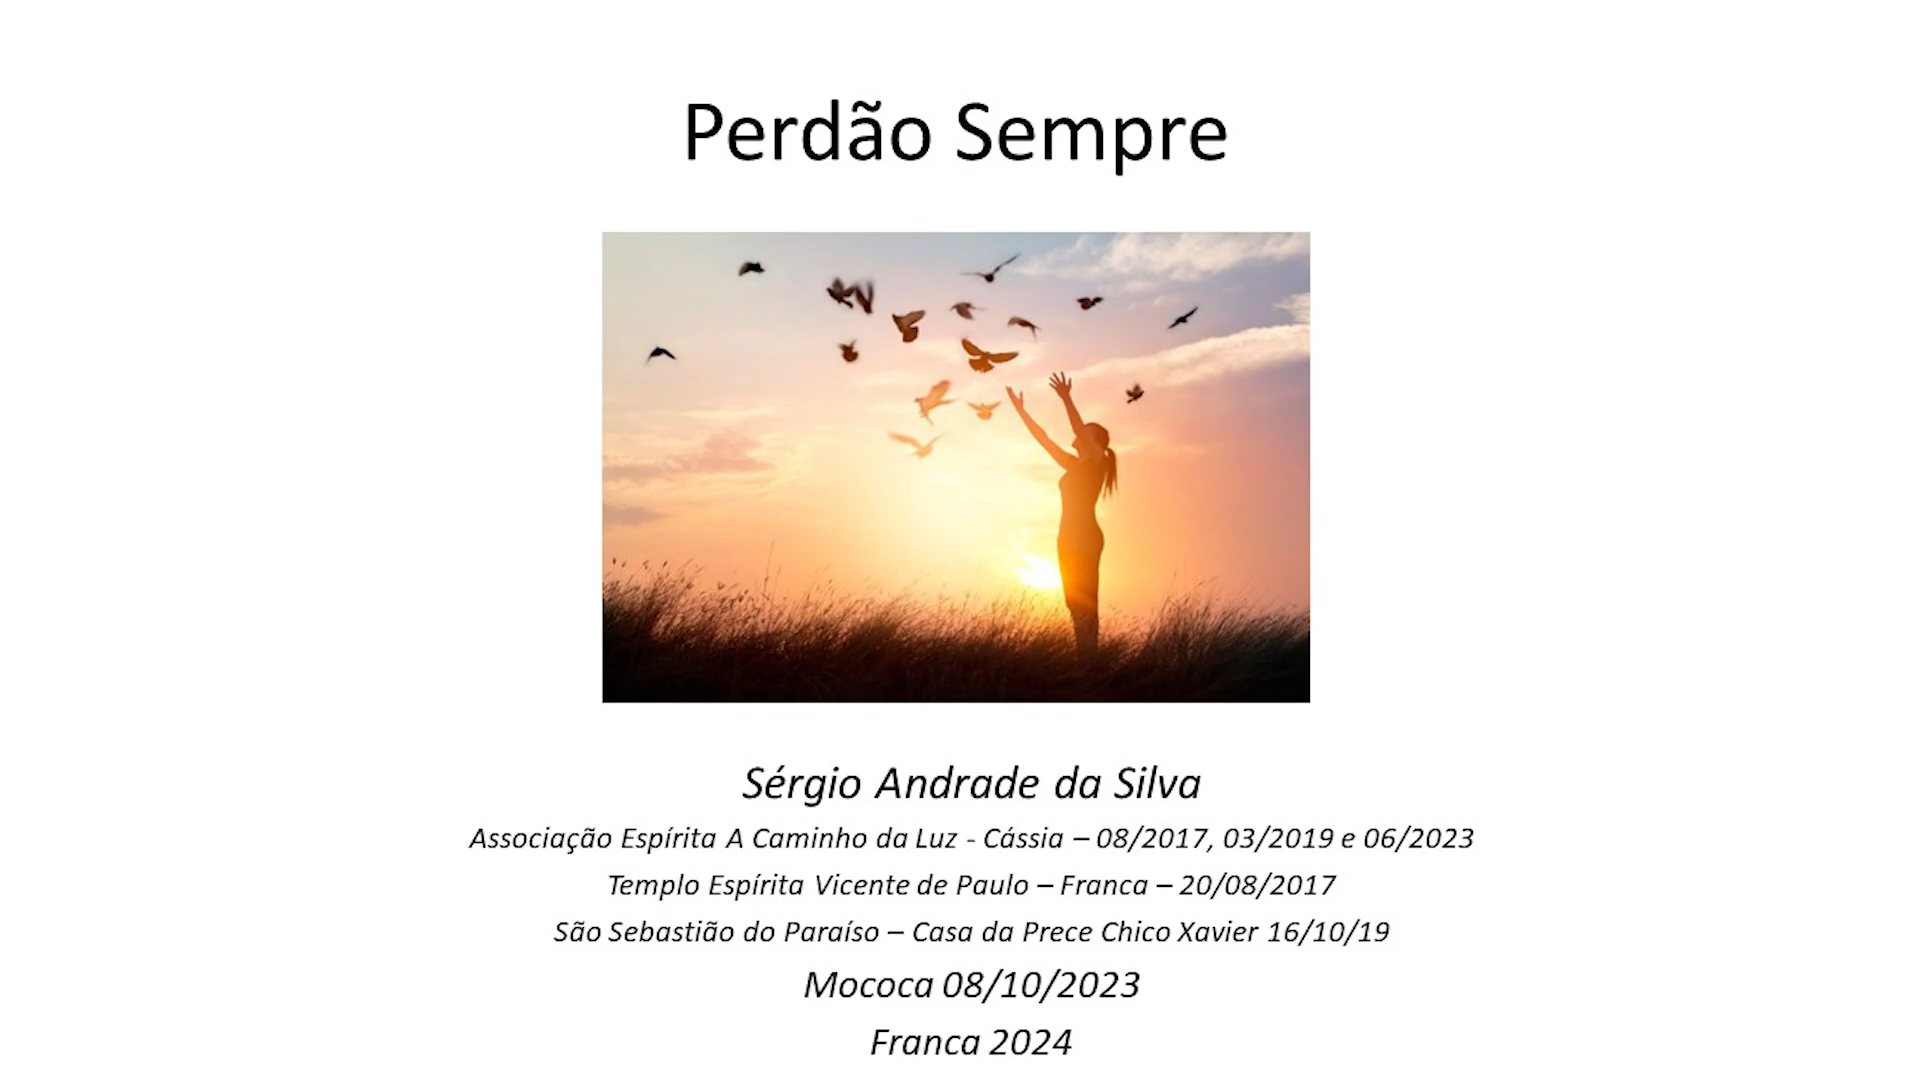 Perdão Sempre
Sérgio Andrade da Silva
Associação Espírita A Caminho da Luz - Cássia – 08/2017, 03/2019 e 06/2023
Templo Espírita Vicente de Paulo – Franca – 20/08/2017
São Sebastião do Paraíso – Casa da Prece Chico Xavier 16/10/19
Mococa 08/10/2023
Franca 2024